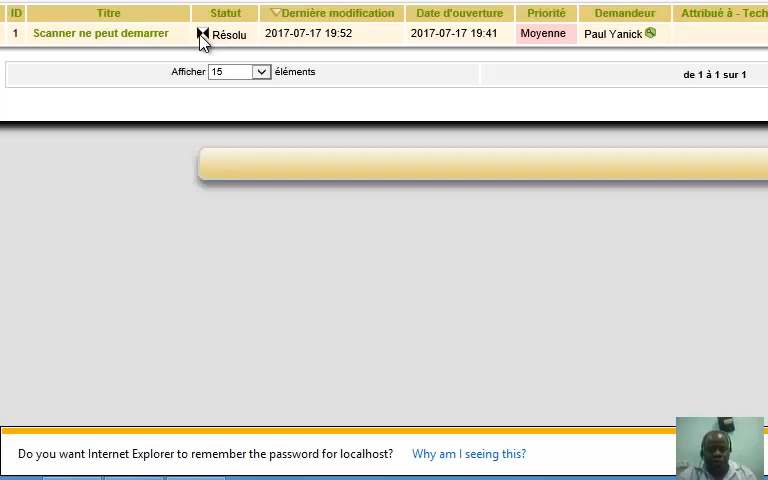 ID Titre Statut Dernière modification Date d'ouverture Priorité Demandeur Attribué à - Tech
1 Scanner ne peut demarrer Résolu 2017-07-17 19:52 2017-07-17 19:41 Moyenne Paul Yanick
Afficher 15 éléments de 1 à 1 sur 1
Do you want Internet Explorer to remember the password for localhost? Why am I seeing this?